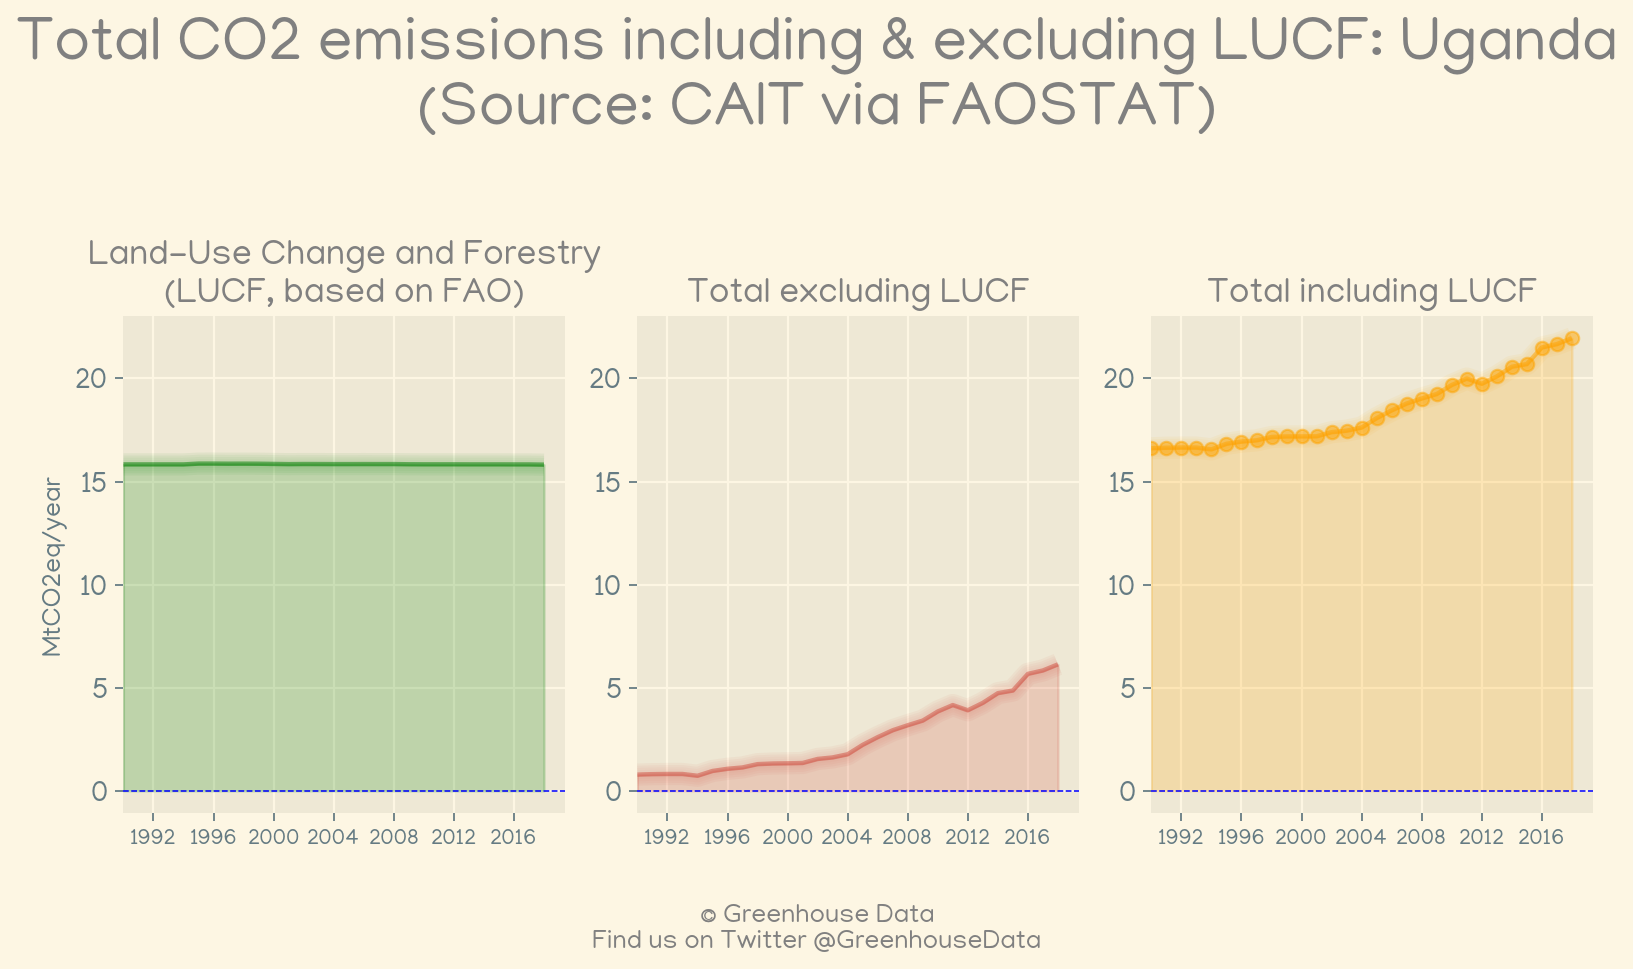 Total CO2 emissions including & excluding LUCF: Uganda
(Source: CAIT via FAOSTAT)
Land-Use Change and Forestry
(LUCF, based on FAO)
MtCO2eq/year
20
15
10
5
0
1992 1996 2000 2004 2008 2012 2016
Total excluding LUCF
20
15
10
5
0
1992 1996 2000 2004 2008 2012 2016
Total including LUCF
20
15
10
5
0
1992 1996 2000 2004 2008 2012 2016
© Greenhouse Data
Find us on Twitter @GreenhouseData